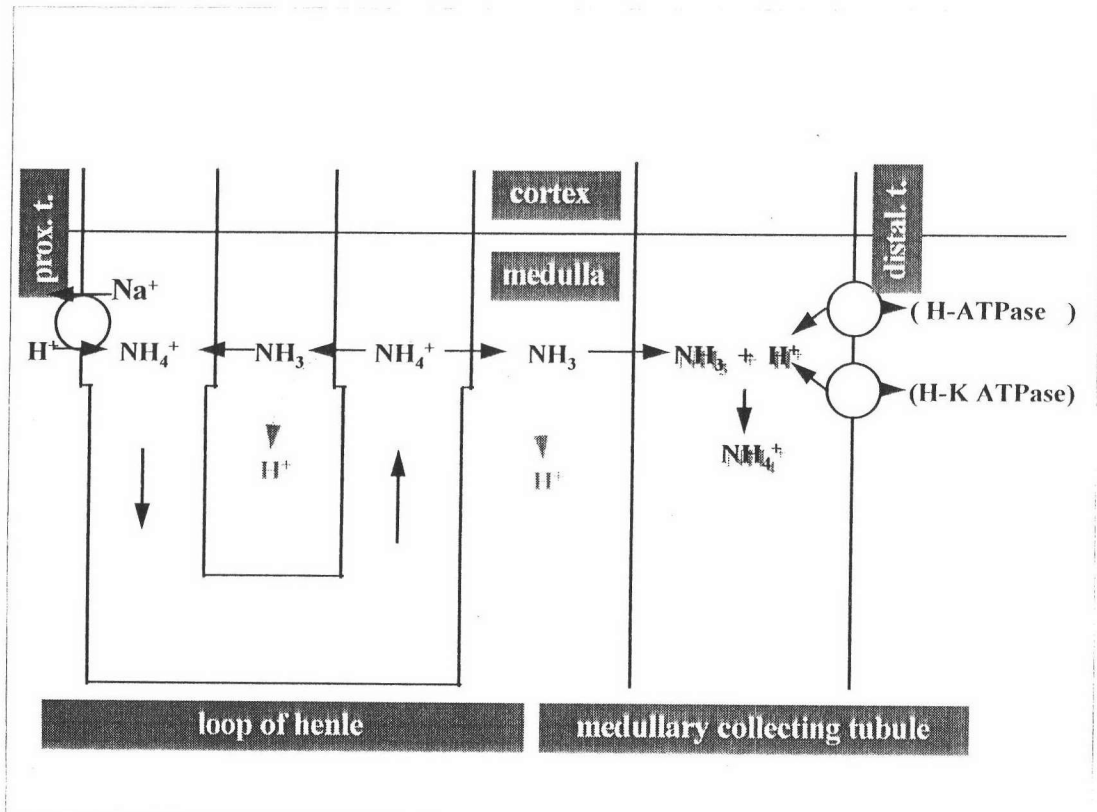 cortex
prox. t.
distal. t.
medulla
Na⁺
( H-ATPase )
H⁺ NH₄⁺ NH₃ NH₄⁺ NH₃ NH₃ + H⁺
(H-K ATPase)
H⁺ H⁺ NH₄⁺
loop of henle medullary collecting tubule